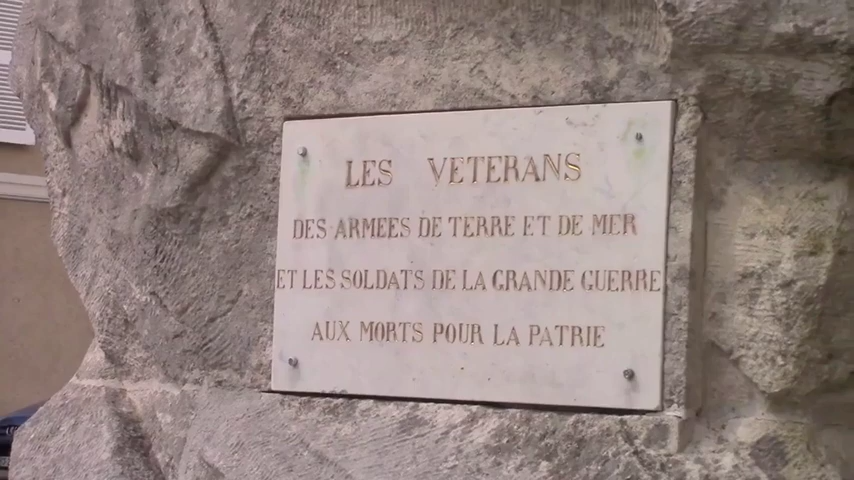 LES VETERANS
DES ARMEES DE TERRE ET DE MER
ET LES SOLDATS DE LA GRANDE GUERRE
AUX MORTS POUR LA PATRIE